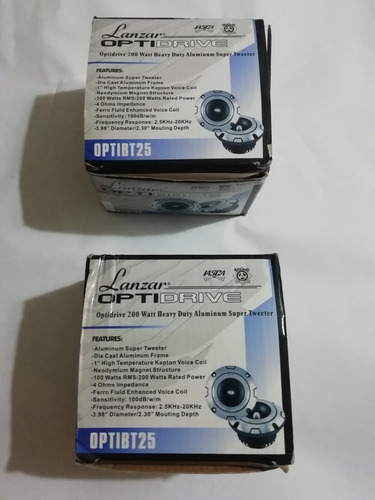 Lanzar®
OPTIDRIVE
IASCA
Optidrive 200 Watt Heavy Duty Aluminum Super Tweeter
FEATURES:
-Aluminum Super Tweeter
-Die Cast Aluminum Frame
-1" High Temperature Kapton Voice Coil
-Neodymium Magnet Structure
-100 Watts RMS/200 Watts Rated Power
-4 Ohms Impedance
-Ferro Fluid Enhanced Voice Coil
-Sensitivity: 100dB/w/m
-Frequency Response: 2.5KHz-20KHz
-3.98" Diameter/2.30" Mouting Depth
OPTIBT25
Lanzar®
OPTIDRIVE
IASCA
Optidrive 200 Watt Heavy Duty Aluminum Super Tweeter
FEATURES:
-Aluminum Super Tweeter
-Die Cast Aluminum Frame
-1" High Temperature Kapton Voice Coil
-Neodymium Magnet Structure
-100 Watts RMS/200 Watts Rated Power
-4 Ohms Impedance
-Ferro Fluid Enhanced Voice Coil
-Sensitivity: 100dB/w/m
-Frequency Response: 2.5KHz-20KHz
-3.98" Diameter/2.30" Mouting Depth
OPTIBT25